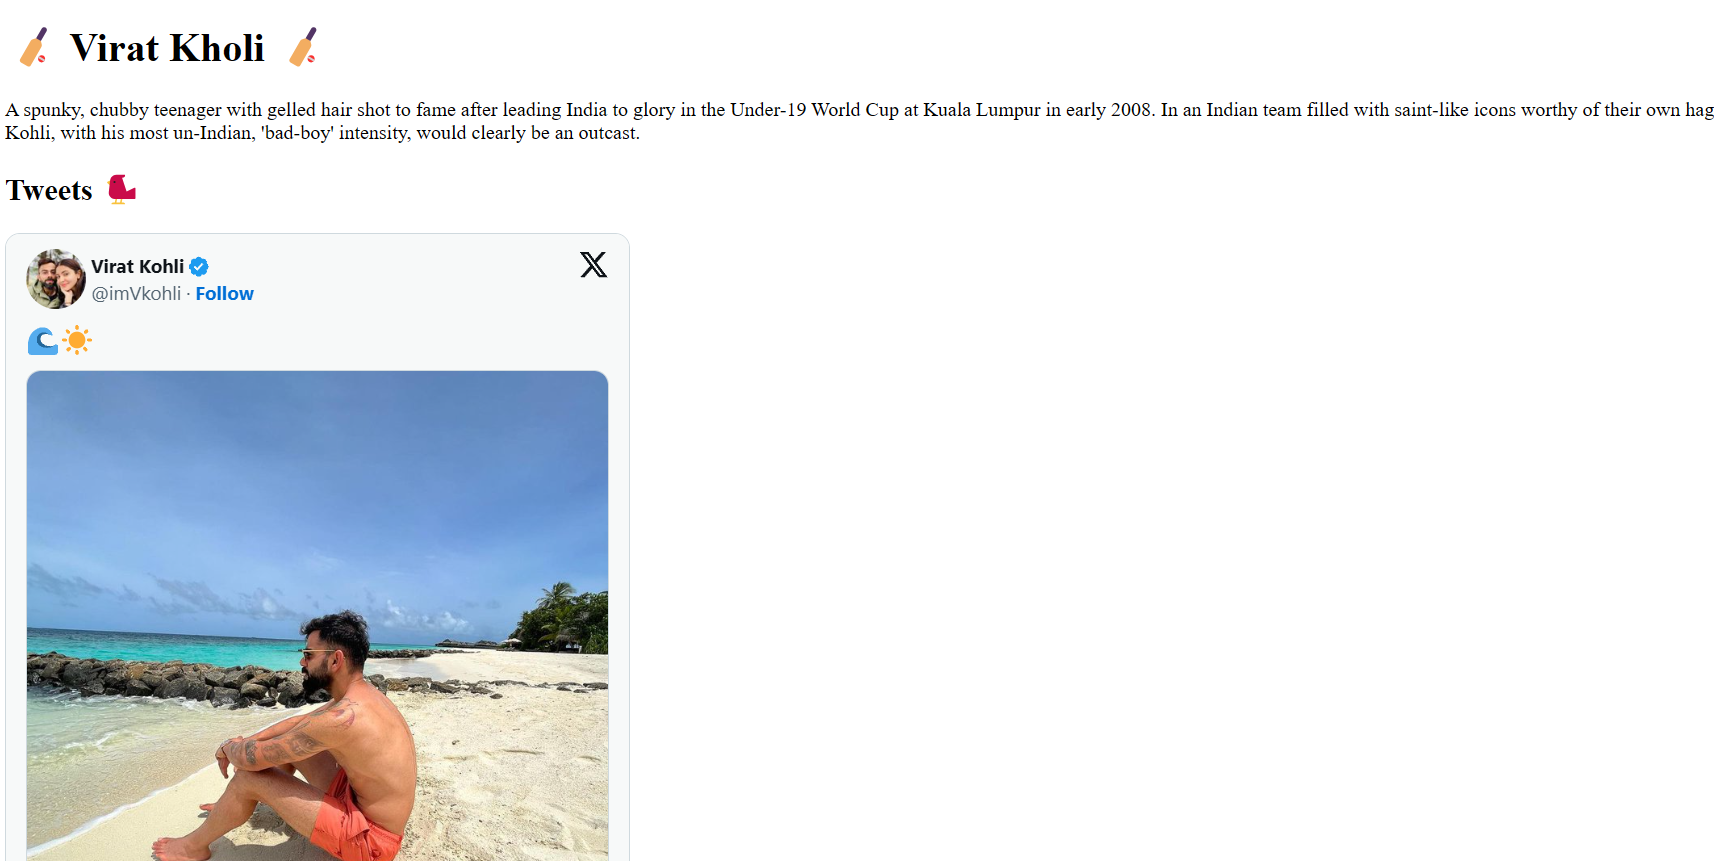 🏏 Virat Kholi 🏏
A spunky, chubby teenager with gelled hair shot to fame after leading India to glory in the Under-19 World Cup at Kuala Lumpur in early 2008. In an Indian team filled with saint-like icons worthy of their own hag
Kohli, with his most un-Indian, 'bad-boy' intensity, would clearly be an outcast.
Tweets
Virat Kohli
@imVkohli · Follow
🌊☀️